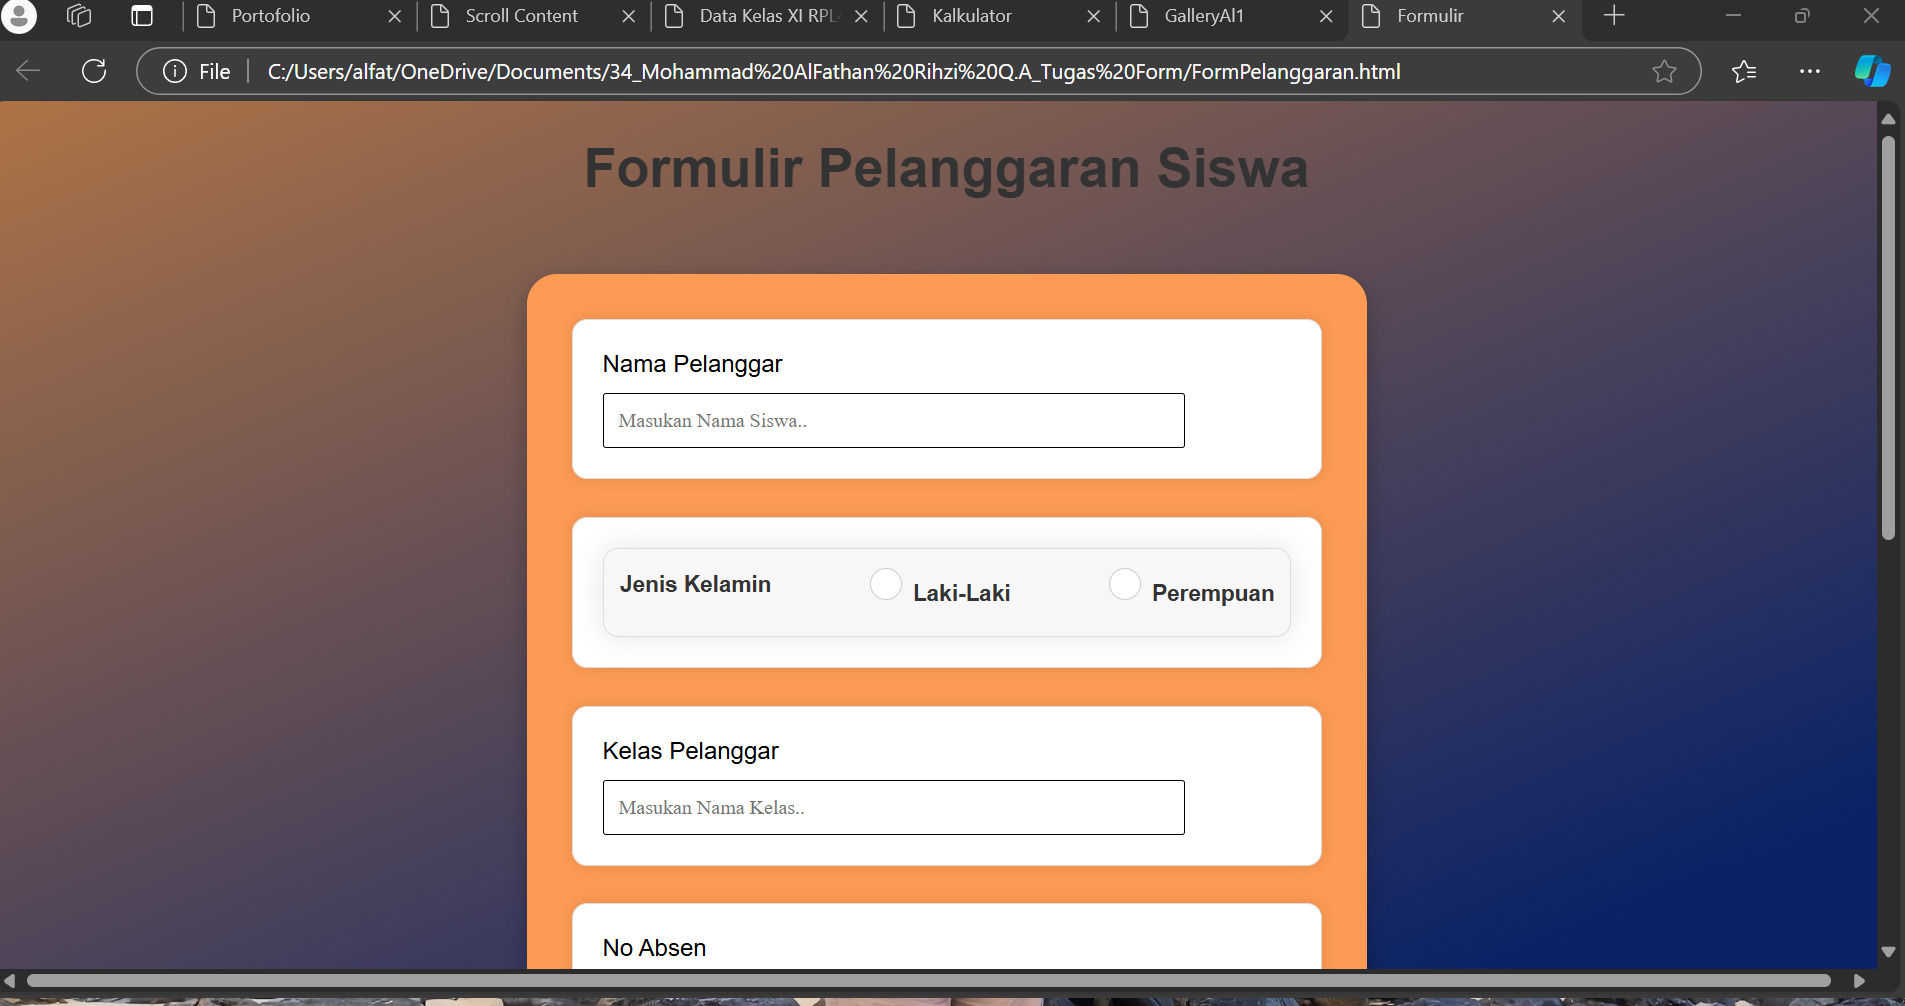 Portofolio
Scroll Content
Data Kelas XI RPL
Kalkulator
GalleryAl1
Formulir
File
C:/Users/alfat/OneDrive/Documents/34_Mohammad%20AlFathan%20Rihzi%20Q.A_Tugas%20Form/FormPelanggaran.html
Formulir Pelanggaran Siswa
Nama Pelanggar
Masukan Nama Siswa..
Jenis Kelamin
Laki-Laki
Perempuan
Kelas Pelanggar
Masukan Nama Kelas..
No Absen